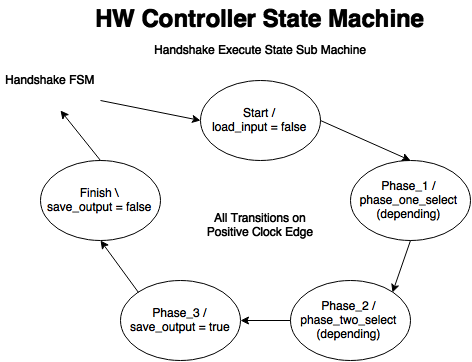 HW Controller State Machine
Handshake Execute State Sub Machine
Handshake FSM
Start /
load_input = false
Phase_1 /
phase_one_select
(depending)
Finish \
save_output = false
All Transitions on
Positive Clock Edge
Phase_3 /
save_output = true
Phase_2 /
phase_two_select
(depending)